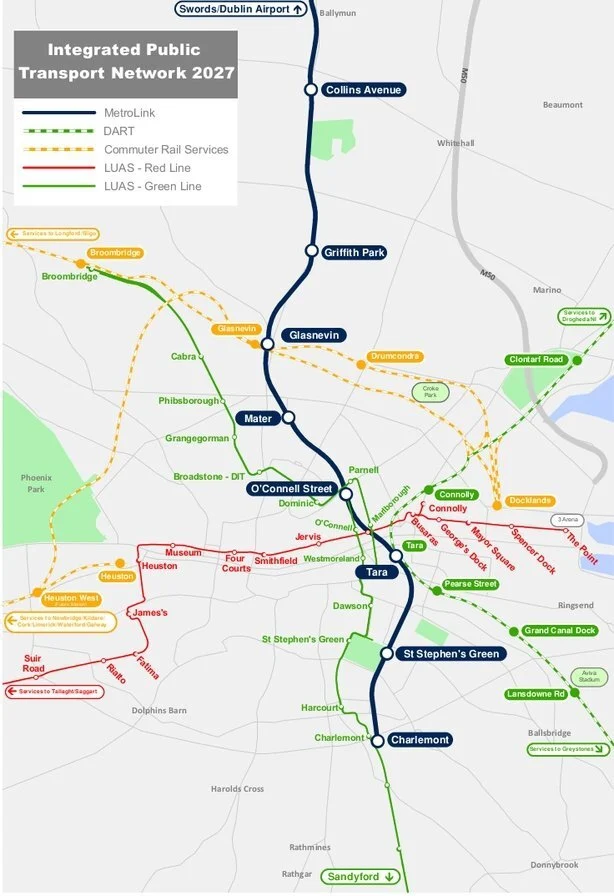 Swords/Dublin Airport
Ballymun
Integrated Public
Transport Network 2027
MetroLink
DART
Commuter Rail Services
LUAS - Red Line
LUAS - Green Line
Collins Avenue
M50
Beaumont
Whitehall
Services to Longford/Sligo
Broombridge
Broombridge
Griffith Park
M50
Marino
Services to
Drogheda/NI
Glasnevin
Glasnevin
Cabra
Drumcondra
Clontarf Road
Croke
Park
Phibsborough
Mater
Grangegorman
Phoenix
Park
Broadstone - DIT
Parnell
O'Connell Street
Dominic
Marlborough
Connolly
Connolly
Docklands
3 Arena
O'Connell
Busaras
George's Dock
Mayor Square
Spencer Dock
The Point
Jervis
Museum
Four
Courts
Smithfield
Heuston
Heuston
Westmoreland
Tara
Tara
Pearse Street
Heuston West
Services to Newbridge/Kildare/
Cork/Limerick/Waterford/Galway
James's
Dawson
Ringsend
Grand Canal Dock
St Stephen's Green
St Stephen's Green
Suir
Road
Rialto
Fatima
Aviva
Stadium
Services to Tallaght/Saggart
Lansdowne Rd
Dolphins Barn
Harcourt
Charlemont
Charlemont
Ballsbridge
Services to Greystones
Harolds Cross
Rathmines
Rathgar
Sandyford
Donnybrook